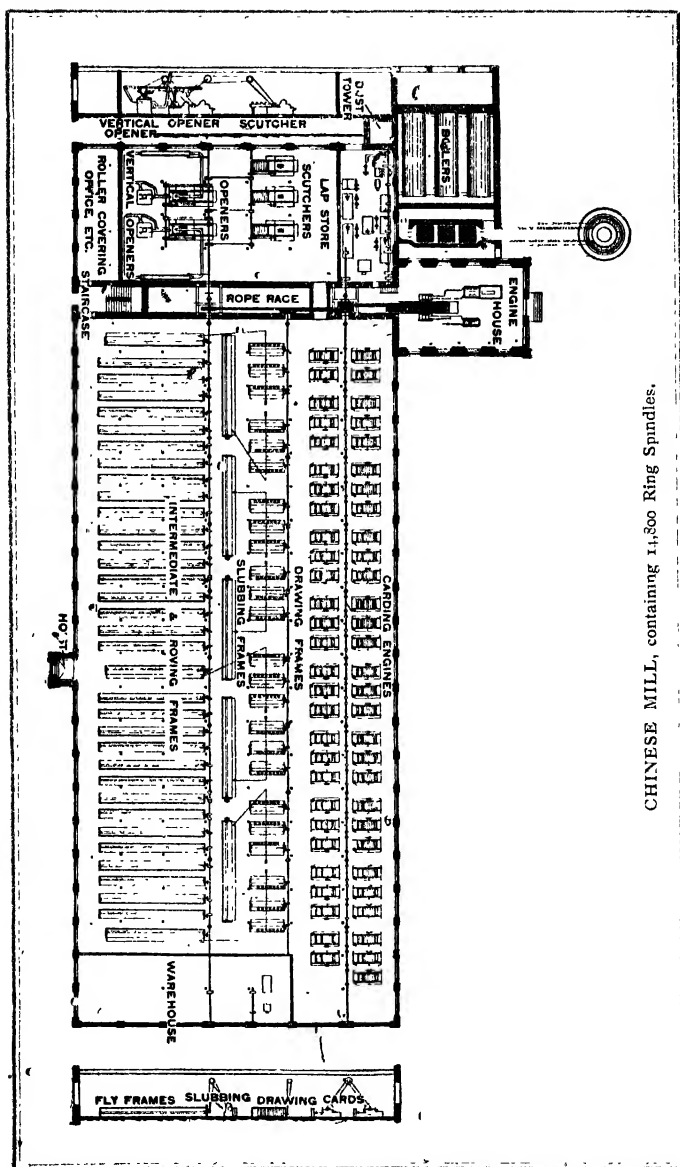 VERTICAL OPENER SCUTCHER
OPENER
DUST
TOWER
BOILERS
ROLLER COVERING
OFFICE, ETC.
VERTICAL OPENERS
OPENERS
SCUTCHERS
LAP STORE
STAIRCASE
ROPE RACE
ENGINE
HOUSE
INTERMEDIATE & ROVING FRAMES
SLUBBING FRAMES
DRAWING FRAMES
CARDING ENGINES
WAREHOUSE
FLY FRAMES SLUBBING DRAWING CARDS
CHINESE MILL, containing 14,800 Ring Spindles.